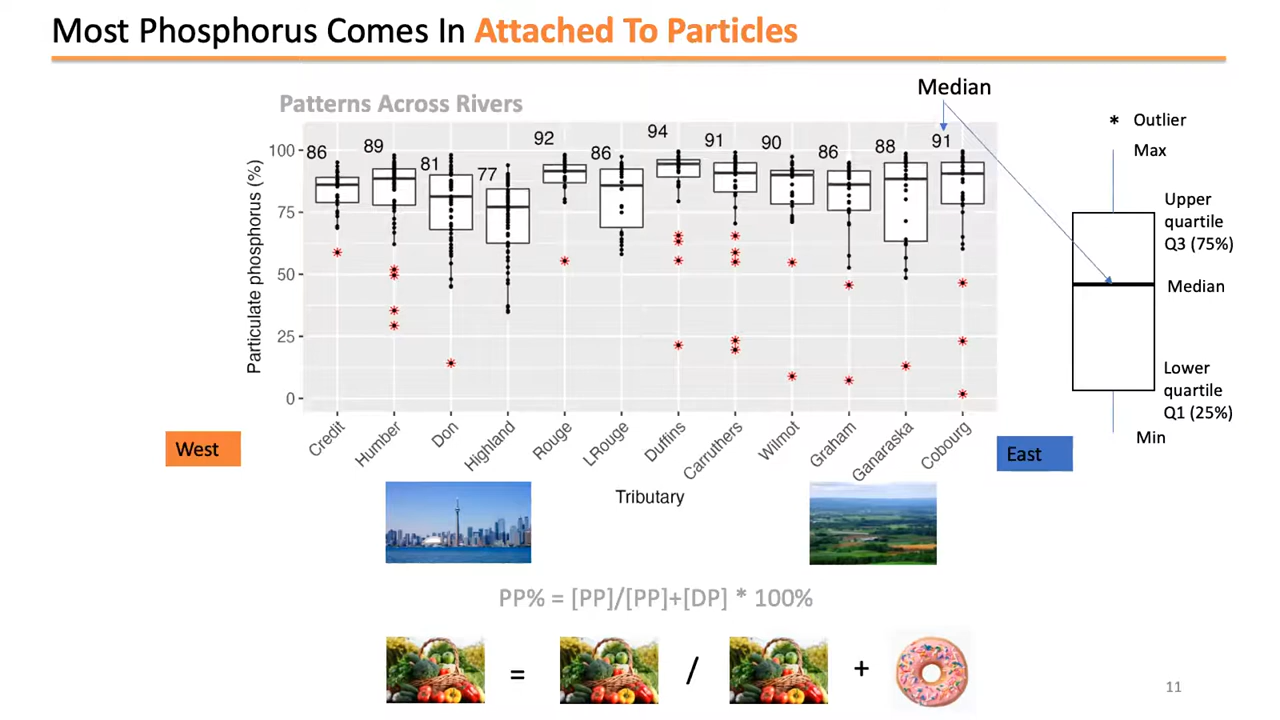 Most Phosphorus Comes In Attached To Particles
Patterns Across Rivers
Median
* Outlier
Max
Upper
quartile
Q3 (75%)
Median
Lower
quartile
Q1 (25%)
Min
Particulate phosphorus (%)
100
75
50
25
0
86
89
81
77
92
86
94
91
90
86
88
91
Credit
Humber
Don
Highland
Rouge
LRouge
Duffins
Carruthers
Wilmot
Graham
Ganaraska
Cobourg
West
East
Tributary
PP% = [PP]/[PP]+[DP] * 100%
= / +
11